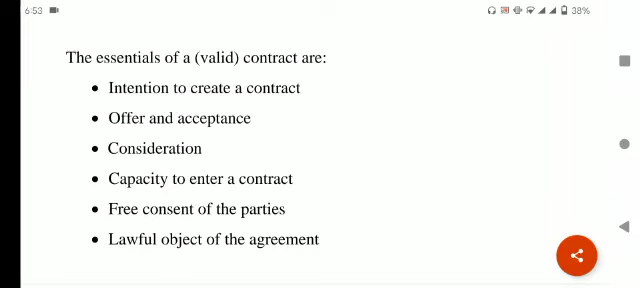 6:53
38%
The essentials of a (valid) contract are:
• Intention to create a contract
• Offer and acceptance
• Consideration
• Capacity to enter a contract
• Free consent of the parties
• Lawful object of the agreement